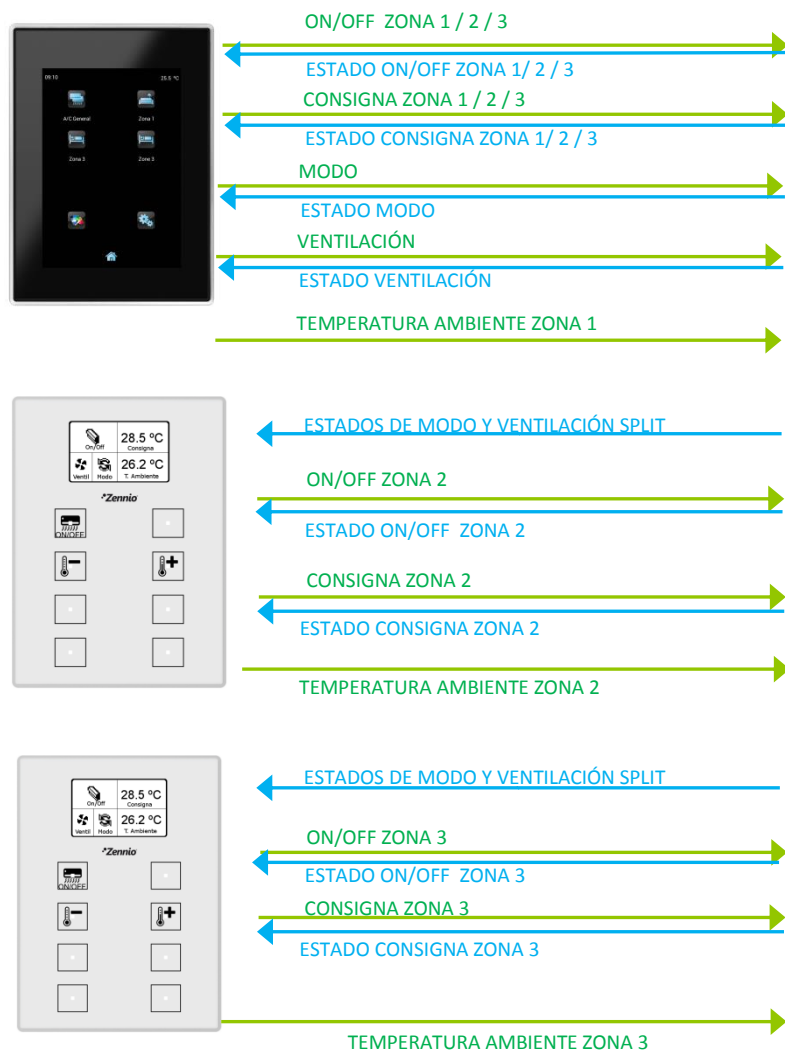 ON/OFF ZONA 1 / 2 / 3
ESTADO ON/OFF ZONA 1/ 2 / 3
CONSIGNA ZONA 1 / 2 / 3
ESTADO CONSIGNA ZONA 1/ 2 / 3
MODO
ESTADO MODO
VENTILACIÓN
ESTADO VENTILACIÓN
TEMPERATURA AMBIENTE ZONA 1
09:10
25.5 ºC
A/C General
Zona 1
Zona 3
Zone 3
ESTADOS DE MODO Y VENTILACIÓN SPLIT
ON/OFF ZONA 2
ESTADO ON/OFF ZONA 2
CONSIGNA ZONA 2
ESTADO CONSIGNA ZONA 2
TEMPERATURA AMBIENTE ZONA 2
On/Off
28.5 ºC
Consigna
Ventil
Modo
26.2 ºC
T. Ambiente
Zennio
ON/OFF
ESTADOS DE MODO Y VENTILACIÓN SPLIT
ON/OFF ZONA 3
ESTADO ON/OFF ZONA 3
CONSIGNA ZONA 3
ESTADO CONSIGNA ZONA 3
TEMPERATURA AMBIENTE ZONA 3
On/Off
28.5 ºC
Consigna
Ventil
Modo
26.2 ºC
T. Ambiente
Zennio
ON/OFF